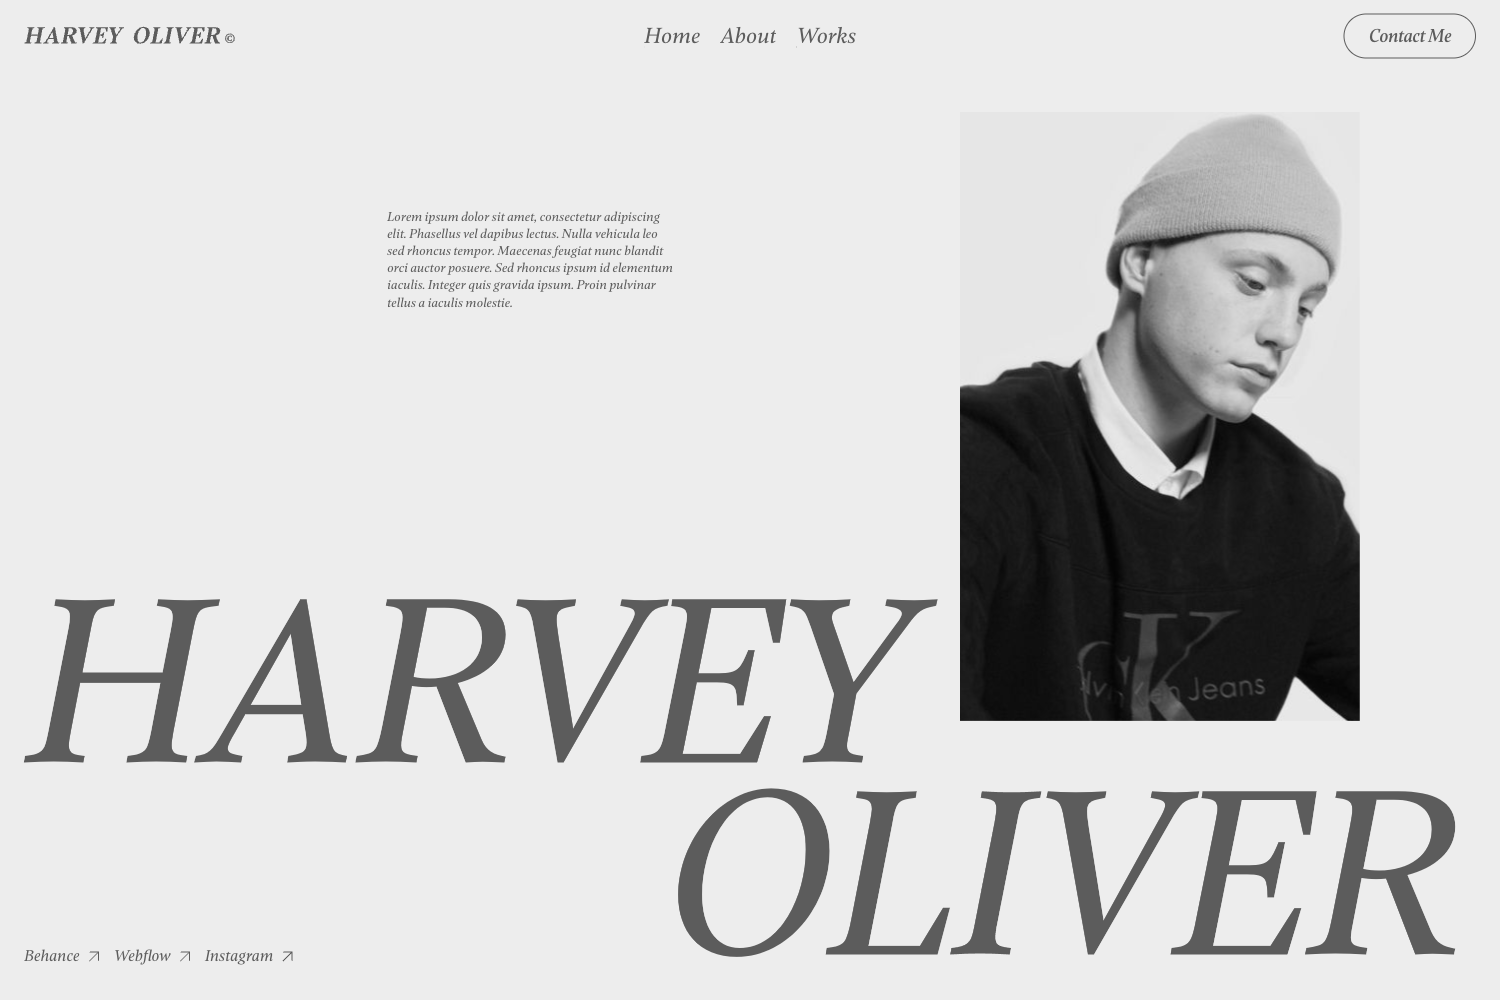 HARVEY OLIVER©
Home About Works
Contact Me
Lorem ipsum dolor sit amet, consectetur adipiscing
elit. Phasellus vel dapibus lectus. Nulla vehicula leo
sed rhoncus tempor. Maecenas feugiat nunc blandit
orci auctor posuere. Sed rhoncus ipsum id elementum
iaculis. Integer quis gravida ipsum. Proin pulvinar
tellus a iaculis molestie.
CK
Jeans
HARVEY
OLIVER
Behance Webflow Instagram